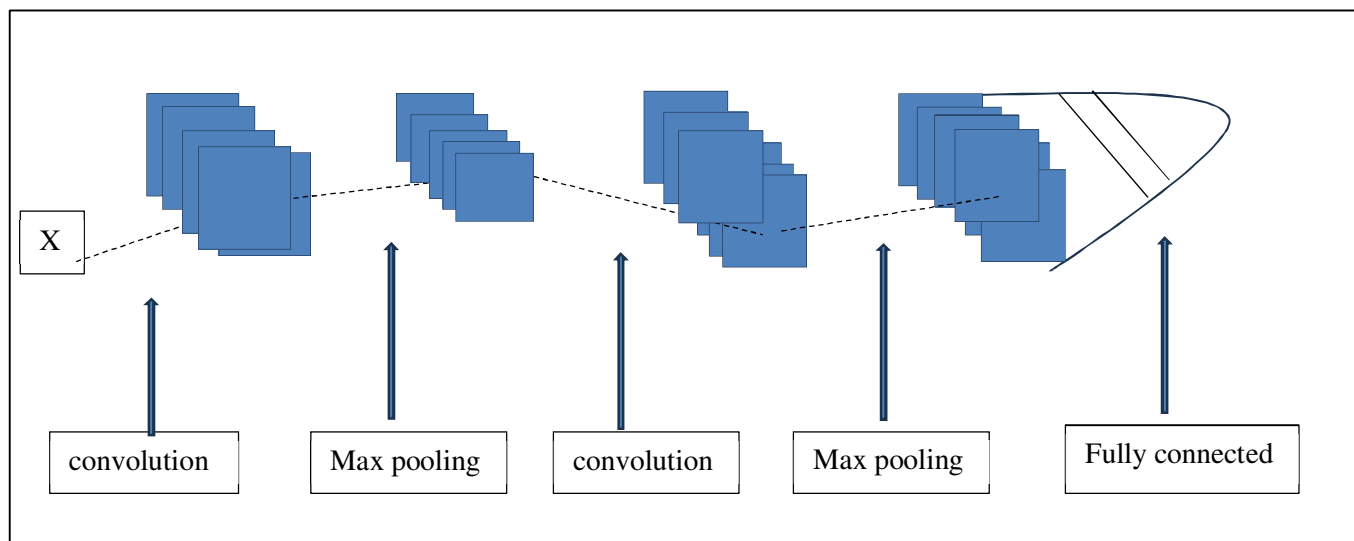 X
convolution
Max pooling
convolution
Max pooling
Fully connected